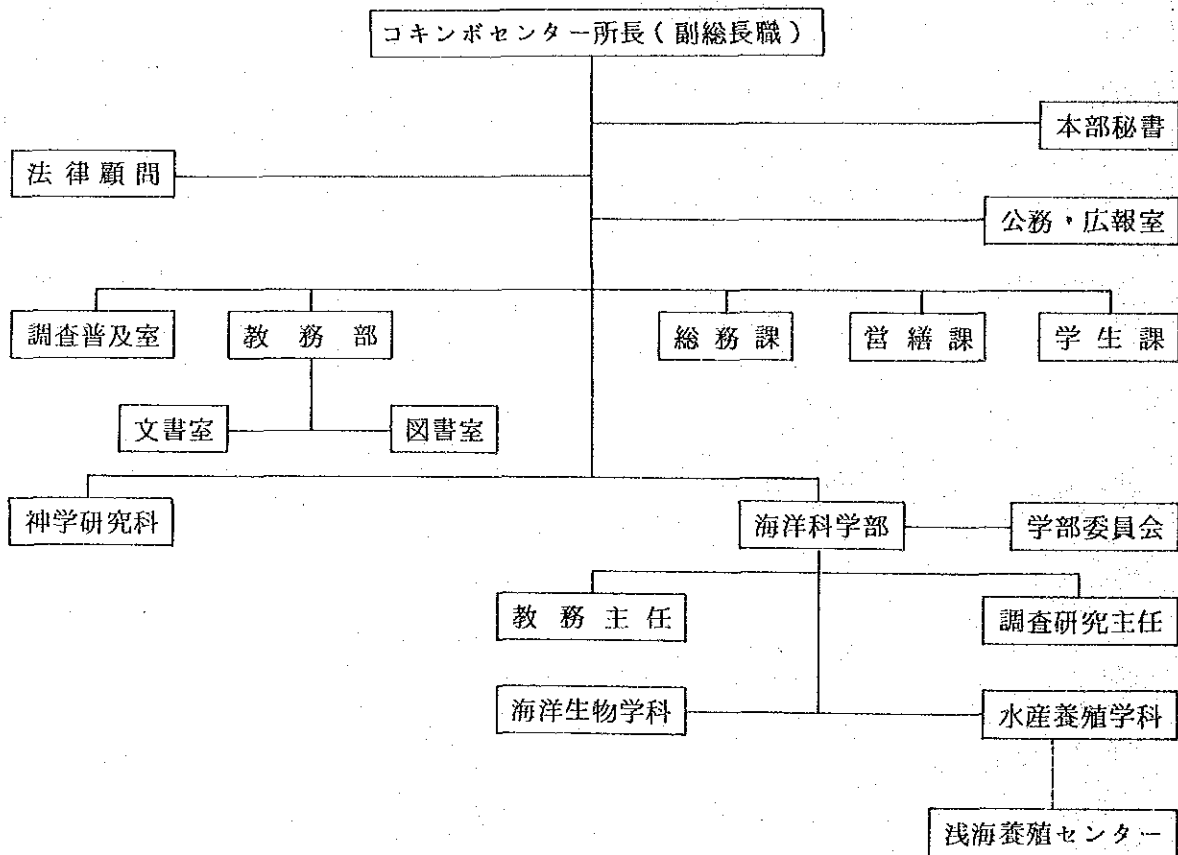 コキンボセンター所長(副総長職)
本部秘書
法律顧問
公務・広報室
調査普及室
教務部
総務課
営繕課
学生課
文書室
図書室
神学研究科
海洋科学部
学部委員会
教務主任
調査研究主任
海洋生物学科
水産養殖学科
浅海養殖センター